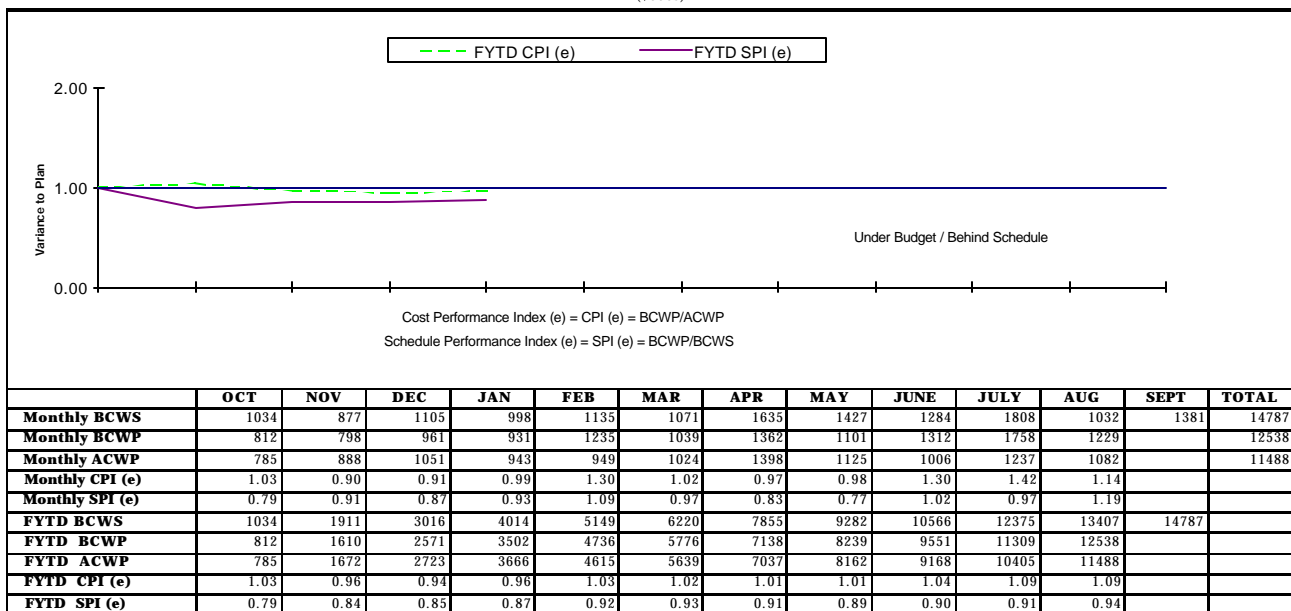 FYTD CPI (e) FYTD SPI (e)
2.00
1.00
0.00
Variance to Plan
Under Budget / Behind Schedule
Cost Performance Index (e) = CPI (e) = BCWP/ACWP
Schedule Performance Index (e) = SPI (e) = BCWP/BCWS
OCT NOV DEC JAN FEB MAR APR MAY JUNE JULY AUG SEPT TOTAL
Monthly BCWS 1034 877 1105 998 1135 1071 1635 1427 1284 1808 1032 1381 14787
Monthly BCWP 812 798 961 931 1235 1039 1362 1101 1312 1758 1229 12538
Monthly ACWP 785 888 1051 943 949 1024 1398 1125 1006 1237 1082 11488
Monthly CPI (e) 1.03 0.90 0.91 0.99 1.30 1.02 0.97 0.98 1.30 1.42 1.14
Monthly SPI (e) 0.79 0.91 0.87 0.93 1.09 0.97 0.83 0.77 1.02 0.97 1.19
FYTD BCWS 1034 1911 3016 4014 5149 6220 7855 9282 10566 12375 13407 14787
FYTD BCWP 812 1610 2571 3502 4736 5776 7138 8239 9551 11309 12538
FYTD ACWP 785 1672 2723 3666 4615 5639 7037 8162 9168 10405 11488
FYTD CPI (e) 1.03 0.96 0.94 0.96 1.03 1.02 1.01 1.01 1.04 1.09 1.09
FYTD SPI (e) 0.79 0.84 0.85 0.87 0.92 0.93 0.91 0.89 0.90 0.91 0.94